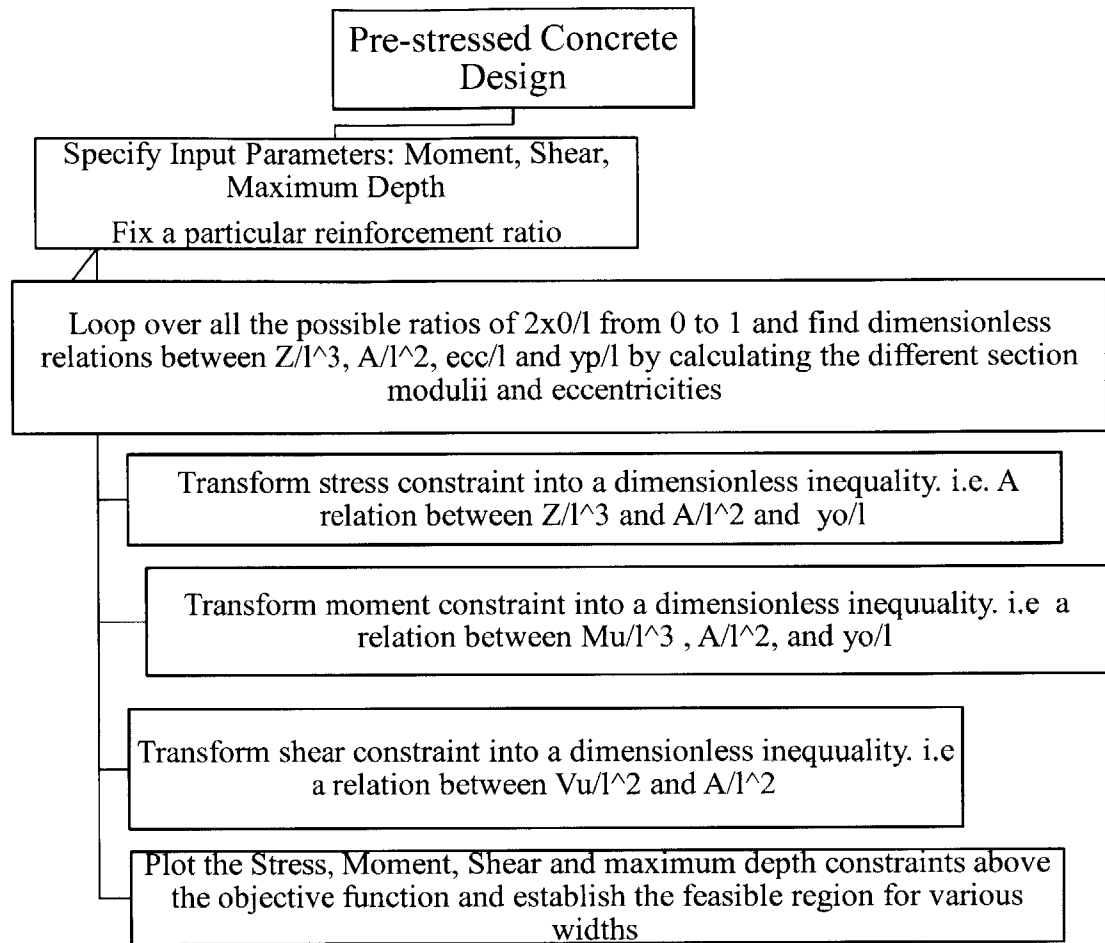 Pre-stressed Concrete
Design
Specify Input Parameters: Moment, Shear,
Maximum Depth
Fix a particular reinforcement ratio
Loop over all the possible ratios of 2x0/l from 0 to 1 and find dimensionless
relations between Z/l^3, A/l^2, ecc/l and yp/l by calculating the different section
modulii and eccentricities
Transform stress constraint into a dimensionless inequality. i.e. A
relation between Z/l^3 and A/l^2 and yo/l
Transform moment constraint into a dimensionless inequuality. i.e a
relation between Mu/l^3 , A/l^2, and yo/l
Transform shear constraint into a dimensionless inequuality. i.e
a relation between Vu/l^2 and A/l^2
Plot the Stress, Moment, Shear and maximum depth constraints above
the objective function and establish the feasible region for various
widths